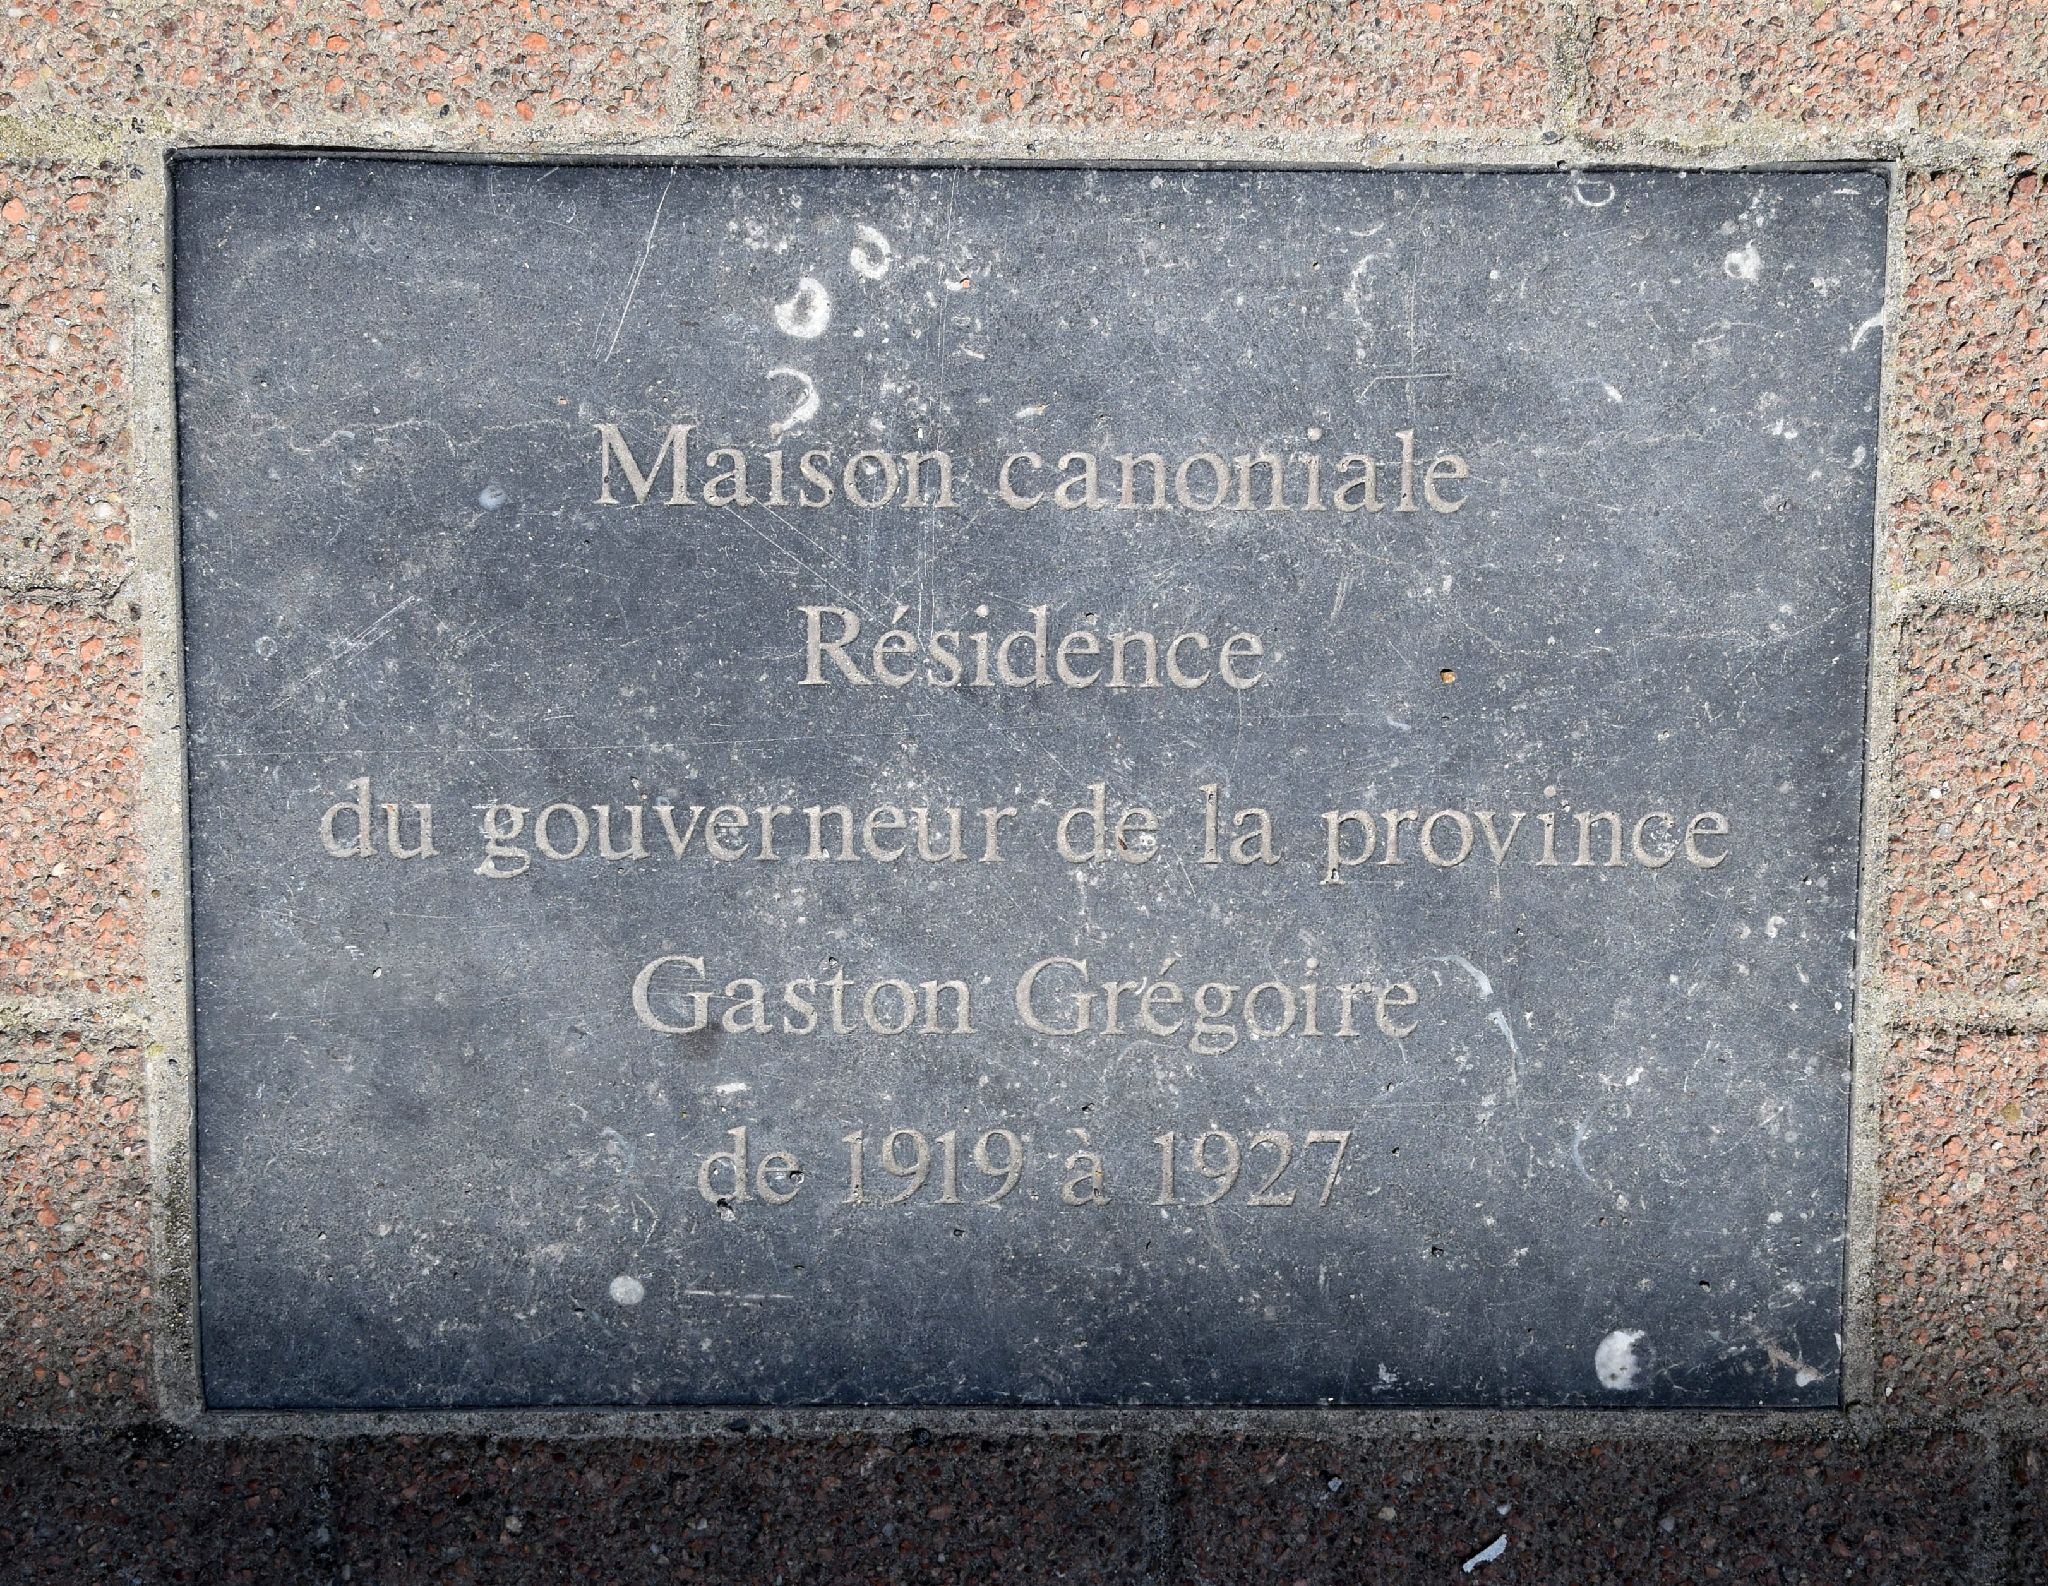 Maison canoniale
Résidence
du gouverneur de la province
Gaston Grégoire
de 1919 à 1927